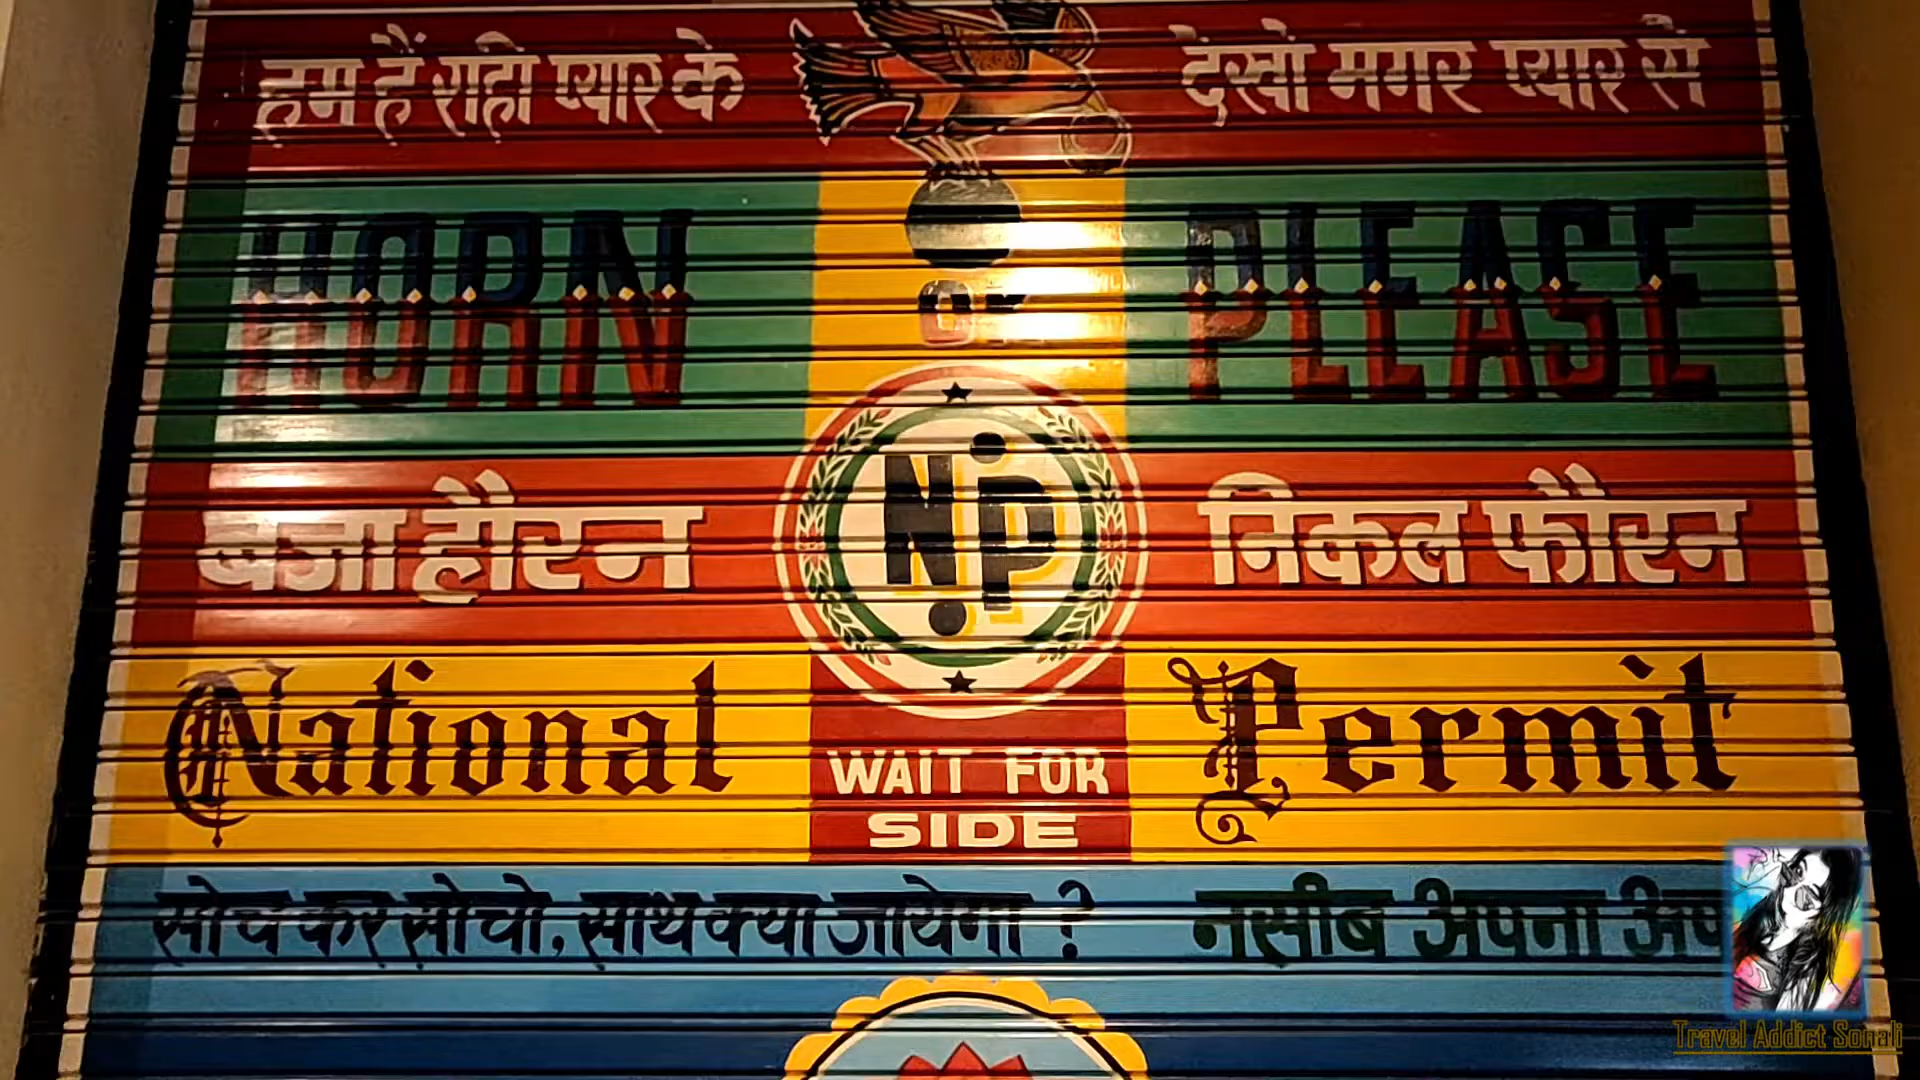 हम हैं राही प्यार के
देखो मगर प्यार से
HORN
OK
PLEASE
बजा हौरन
N.P.
निकल फौरन
National
Permit
WAIT FOR
SIDE
सोच कर सोचो, साथ क्या जायेगा ?
नसीब अपना
Travel Addict Sonali